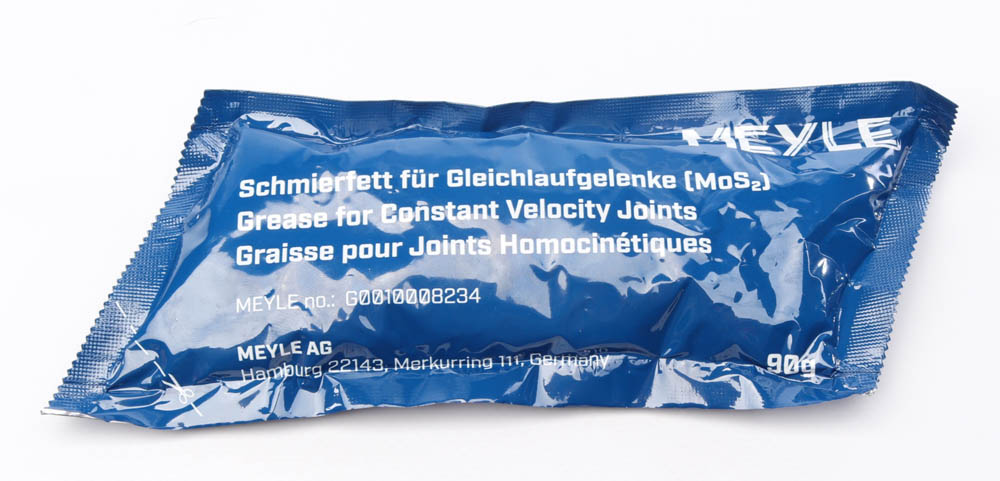 MEYLE
Schmierfett für Gleichlaufgelenke (MoS₂)
Grease for Constant Velocity Joints
Graisse pour Joints Homocinétiques
MEYLE no.: G0010008234
MEYLE AG
Hamburg 22143, Merkurring 111, Germany
90g